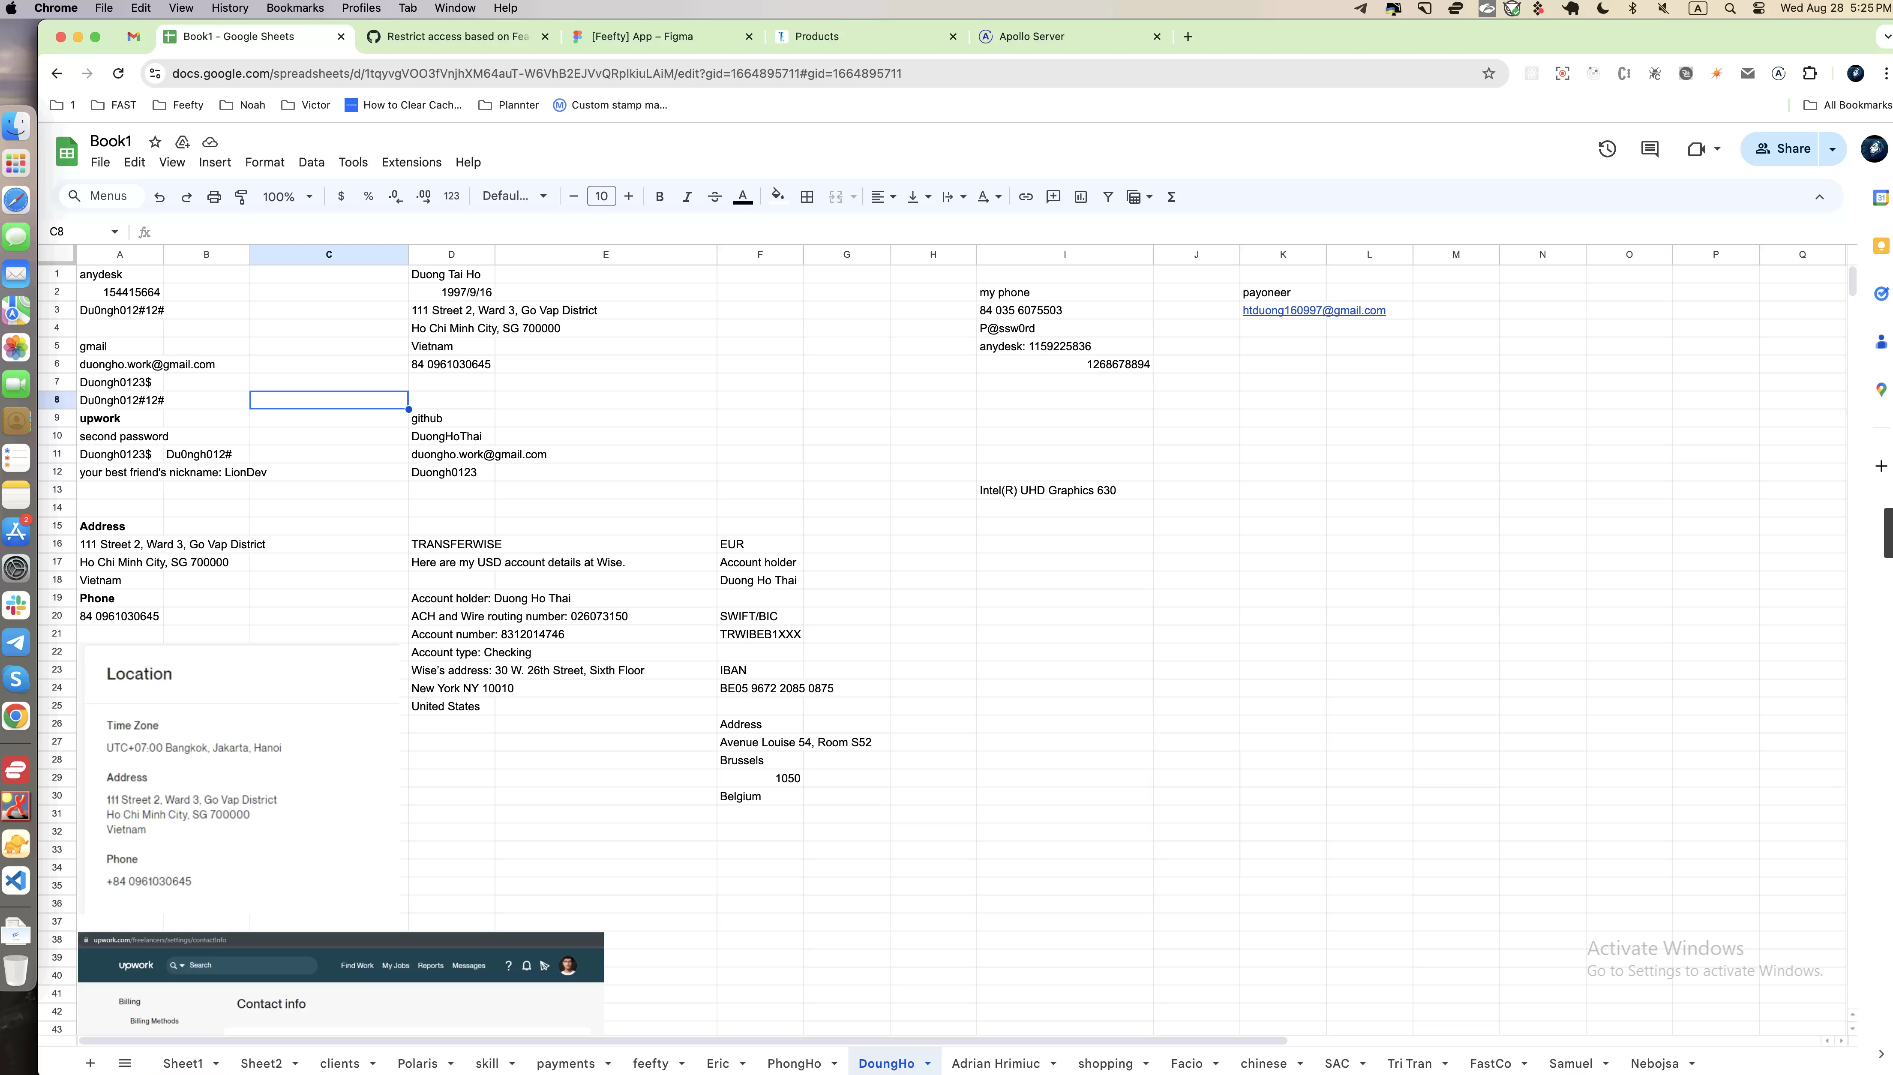 Chrome File Edit View History Bookmarks Profiles Tab Window Help
Wed Aug 28 5:25 PM
Book1 - Google Sheets
Restrict access based on Fea
[Feefty] App – Figma
Products
Apollo Server
docs.google.com/spreadsheets/d/1tqyvgVOO3fVnjhXM64auT-W6VhB2EJVvQRplkiuLAiM/edit?gid=1664895711#gid=1664895711
1 FAST Feefty Noah Victor How to Clear Cach... Plannter Custom stamp ma...
All Bookmarks
Book1
File Edit View Insert Format Data Tools Extensions Help
Share
Menus 100% $ % .0 .00 123 Defaul... 10 B I A
C8
A B C D E F G H I J K L M N O P Q
1 anydesk Duong Tai Ho
2 154415664 1997/9/16 my phone payoneer
3 Du0ngh012#12# 111 Street 2, Ward 3, Go Vap District 84 035 6075503 htduong160997@gmail.com
4 Ho Chi Minh City, SG 700000 P@ssw0rd
5 gmail Vietnam anydesk: 1159225836
6 duongho.work@gmail.com 84 0961030645 1268678894
7 Duongh0123$
8 Du0ngh012#12#
9 upwork github
10 second password DuongHoThai
11 Duongh0123$ Du0ngh012# duongho.work@gmail.com
12 your best friend's nickname: LionDev Duongh0123
13 Intel(R) UHD Graphics 630
14
15 Address
16 111 Street 2, Ward 3, Go Vap District TRANSFERWISE EUR
17 Ho Chi Minh City, SG 700000 Here are my USD account details at Wise. Account holder
18 Vietnam Duong Ho Thai
19 Phone Account holder: Duong Ho Thai
20 84 0961030645 ACH and Wire routing number: 026073150 SWIFT/BIC
21 Account number: 8312014746 TRWIBEB1XXX
22 Account type: Checking
23 Wise's address: 30 W. 26th Street, Sixth Floor IBAN
24 New York NY 10010 BE05 9672 2085 0875
25 United States
26 Address
27 Avenue Louise 54, Room S52
28 Brussels
29 1050
30 Belgium
31
32
33
34
35
36
37
38
39
40
41
42
43
Location
Time Zone
UTC+07:00 Bangkok, Jakarta, Hanoi
Address
111 Street 2, Ward 3, Go Vap District
Ho Chi Minh City, SG 700000
Vietnam
Phone
+84 0961030645
upwork.com/freelancers/settings/contactInfo
upwork Search Find Work My Jobs Reports Messages ?
Billing
Contact info
Billing Methods
Activate Windows
Go to Settings to activate Windows.
Sheet1 Sheet2 clients Polaris skill payments feefty Eric PhongHo DoungHo Adrian Hrimiuc shopping Facio chinese SAC Tri Tran FastCo Samuel Nebojsa